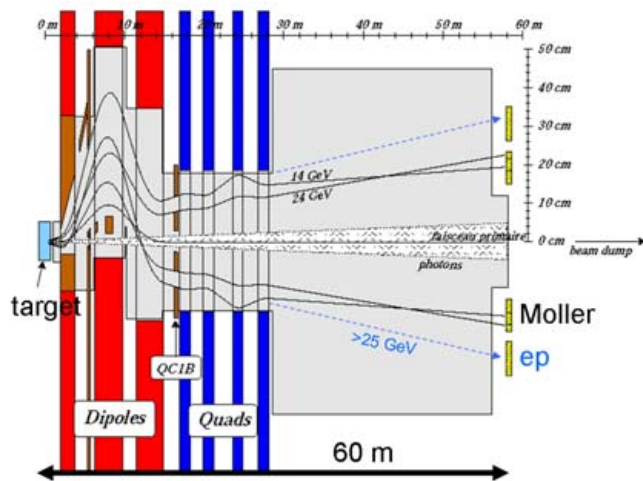 0 m 10 m 20 m 30 m 40 m 50 m 60 m
50 cm
40 cm
30 cm
20 cm
10 cm
0 cm
14 GeV
24 GeV
faisceau primaire
beam dump
photons
target
Moller
>25 GeV
ep
QC1B
Dipoles
Quads
60 m